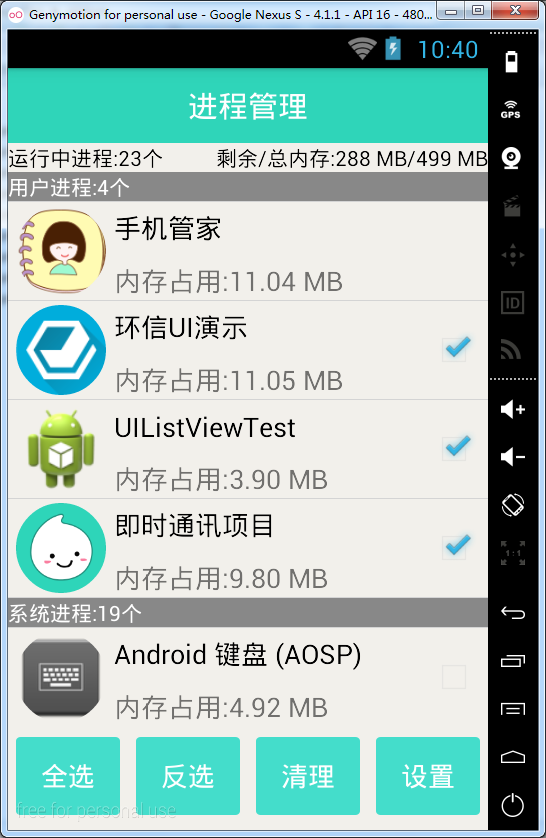 Genymotion for personal use - Google Nexus S - 4.1.1 - API 16 - 480...
10:40
进程管理
运行中进程:23个 剩余/总内存:288 MB/499 MB
用户进程:4个
手机管家
内存占用:11.04 MB
环信UI演示
内存占用:11.05 MB
UIListViewTest
内存占用:3.90 MB
即时通讯项目
内存占用:9.80 MB
系统进程:19个
Android 键盘 (AOSP)
内存占用:4.92 MB
全选 反选 清理 设置
free for personal use
GPS
ID
1:1